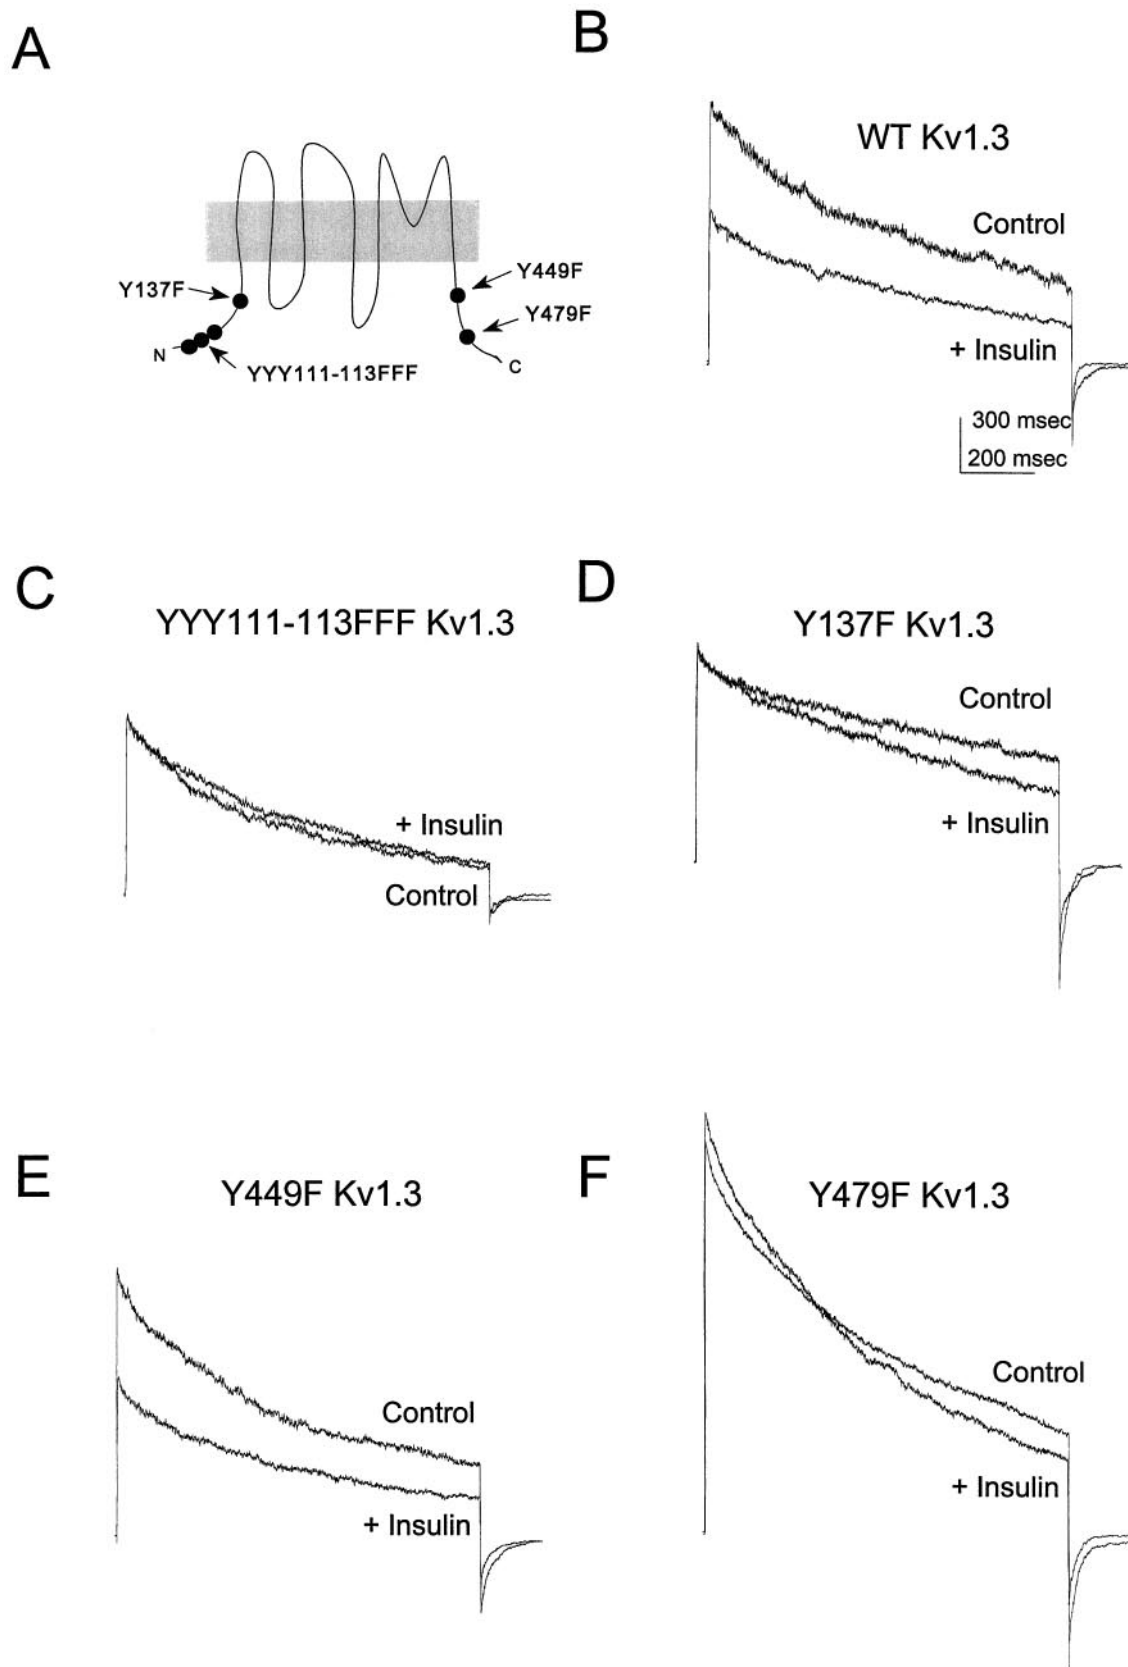 A
Y137F
N
YYY111-113FFF
Y449F
Y479F
C
B
WT Kv1.3
Control
+ Insulin
300 msec
200 msec
C
YYY111-113FFF Kv1.3
+ Insulin
Control
D
Y137F Kv1.3
Control
+ Insulin
E
Y449F Kv1.3
Control
+ Insulin
F
Y479F Kv1.3
Control
+ Insulin